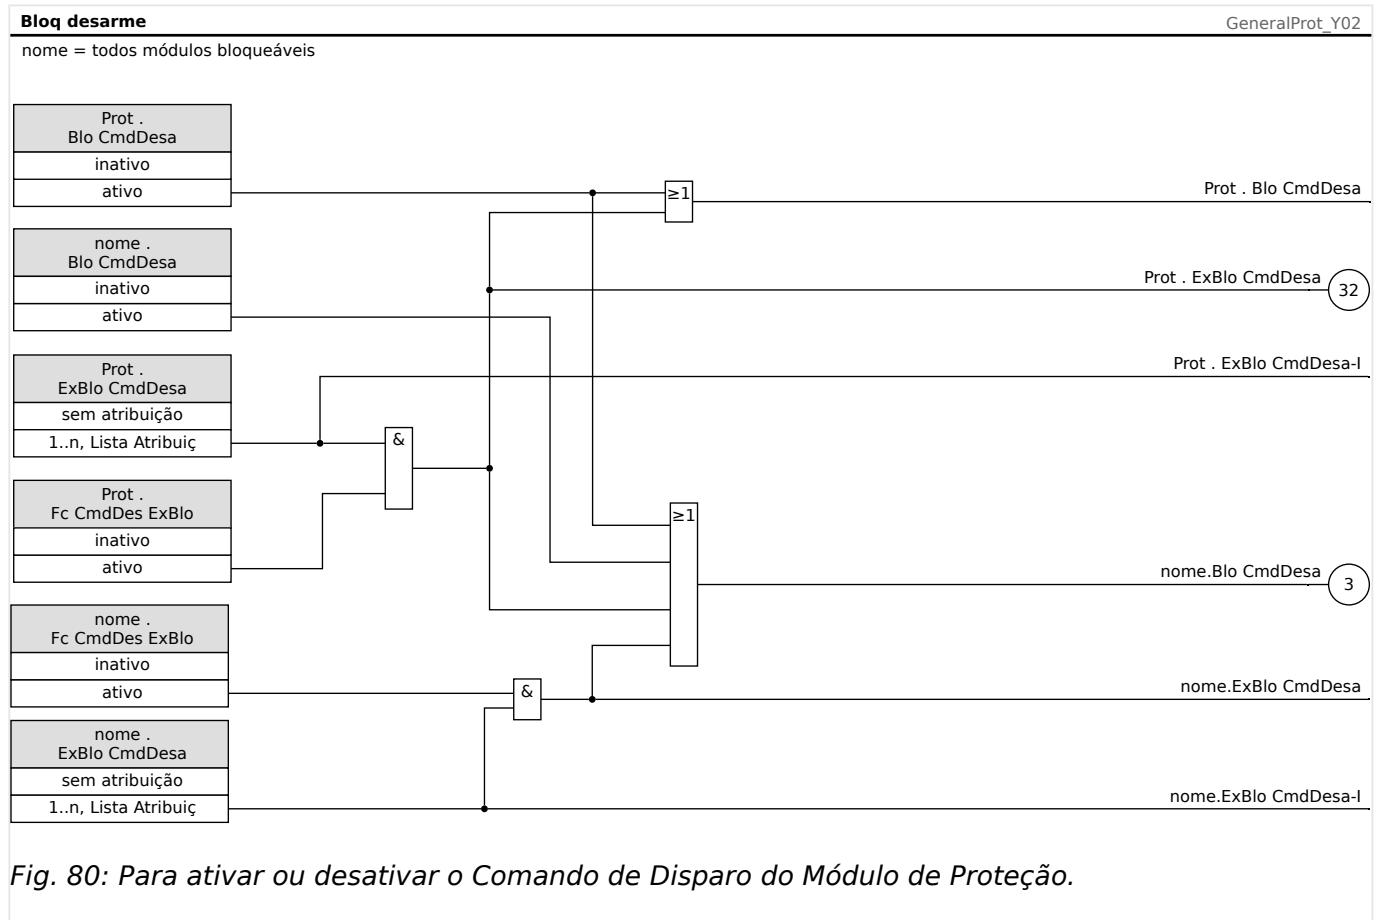 Bloq desarme
GeneralProt_Y02
nome = todos módulos bloqueáveis
Prot .
Blo CmdDesa
inativo
ativo
≥1
Prot . Blo CmdDesa
nome .
Blo CmdDesa
inativo
ativo
Prot . ExBlo CmdDesa
32
Prot .
ExBlo CmdDesa
sem atribuição
1..n, Lista Atribuiç
Prot . ExBlo CmdDesa-I
&
Prot .
Fc CmdDes ExBlo
inativo
ativo
≥1
nome.Blo CmdDesa
3
nome .
Fc CmdDes ExBlo
inativo
ativo
&
nome.ExBlo CmdDesa
nome .
ExBlo CmdDesa
sem atribuição
1..n, Lista Atribuiç
nome.ExBlo CmdDesa-I
Fig. 80: Para ativar ou desativar o Comando de Disparo do Módulo de Proteção.